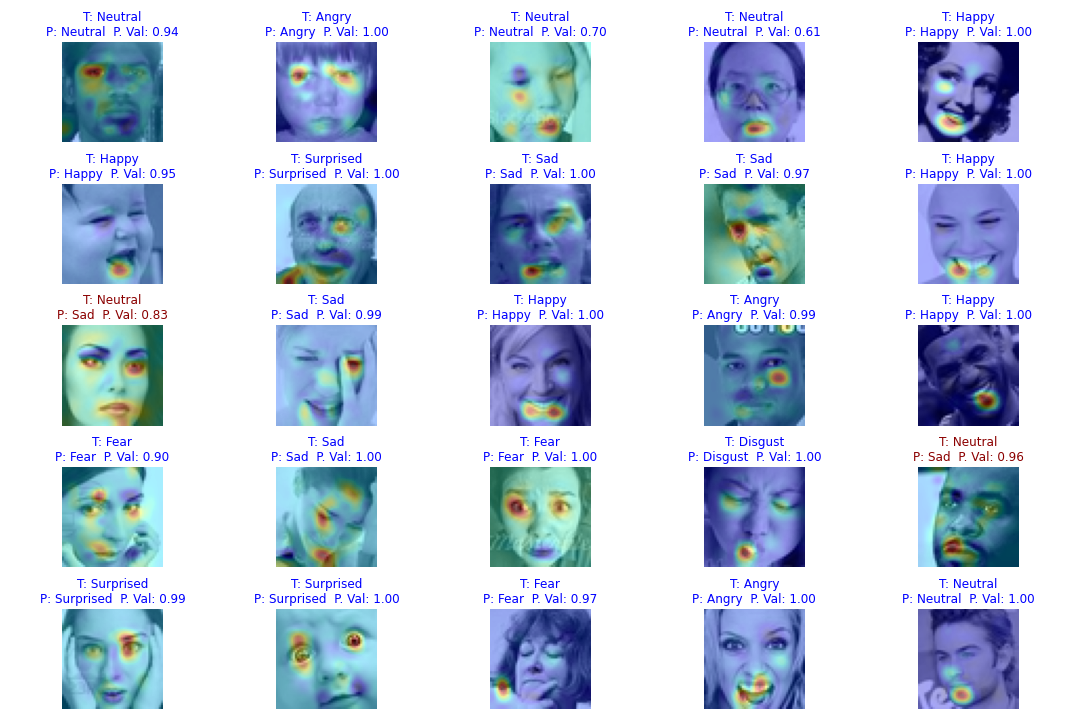 T: Neutral
P: Neutral  P. Val: 0.94
T: Angry
P: Angry  P. Val: 1.00
T: Neutral
P: Neutral  P. Val: 0.70
T: Neutral
P: Neutral  P. Val: 0.61
T: Happy
P: Happy  P. Val: 1.00
T: Happy
P: Happy  P. Val: 0.95
T: Surprised
P: Surprised  P. Val: 1.00
T: Sad
P: Sad  P. Val: 1.00
T: Sad
P: Sad  P. Val: 0.97
T: Happy
P: Happy  P. Val: 1.00
T: Neutral
P: Sad  P. Val: 0.83
T: Sad
P: Sad  P. Val: 0.99
T: Happy
P: Happy  P. Val: 1.00
T: Angry
P: Angry  P. Val: 0.99
T: Happy
P: Happy  P. Val: 1.00
T: Fear
P: Fear  P. Val: 0.90
T: Sad
P: Sad  P. Val: 1.00
T: Fear
P: Fear  P. Val: 1.00
T: Disgust
P: Disgust  P. Val: 1.00
T: Neutral
P: Sad  P. Val: 0.96
T: Surprised
P: Surprised  P. Val: 0.99
T: Surprised
P: Surprised  P. Val: 1.00
T: Fear
P: Fear  P. Val: 0.97
T: Angry
P: Angry  P. Val: 1.00
T: Neutral
P: Neutral  P. Val: 1.00